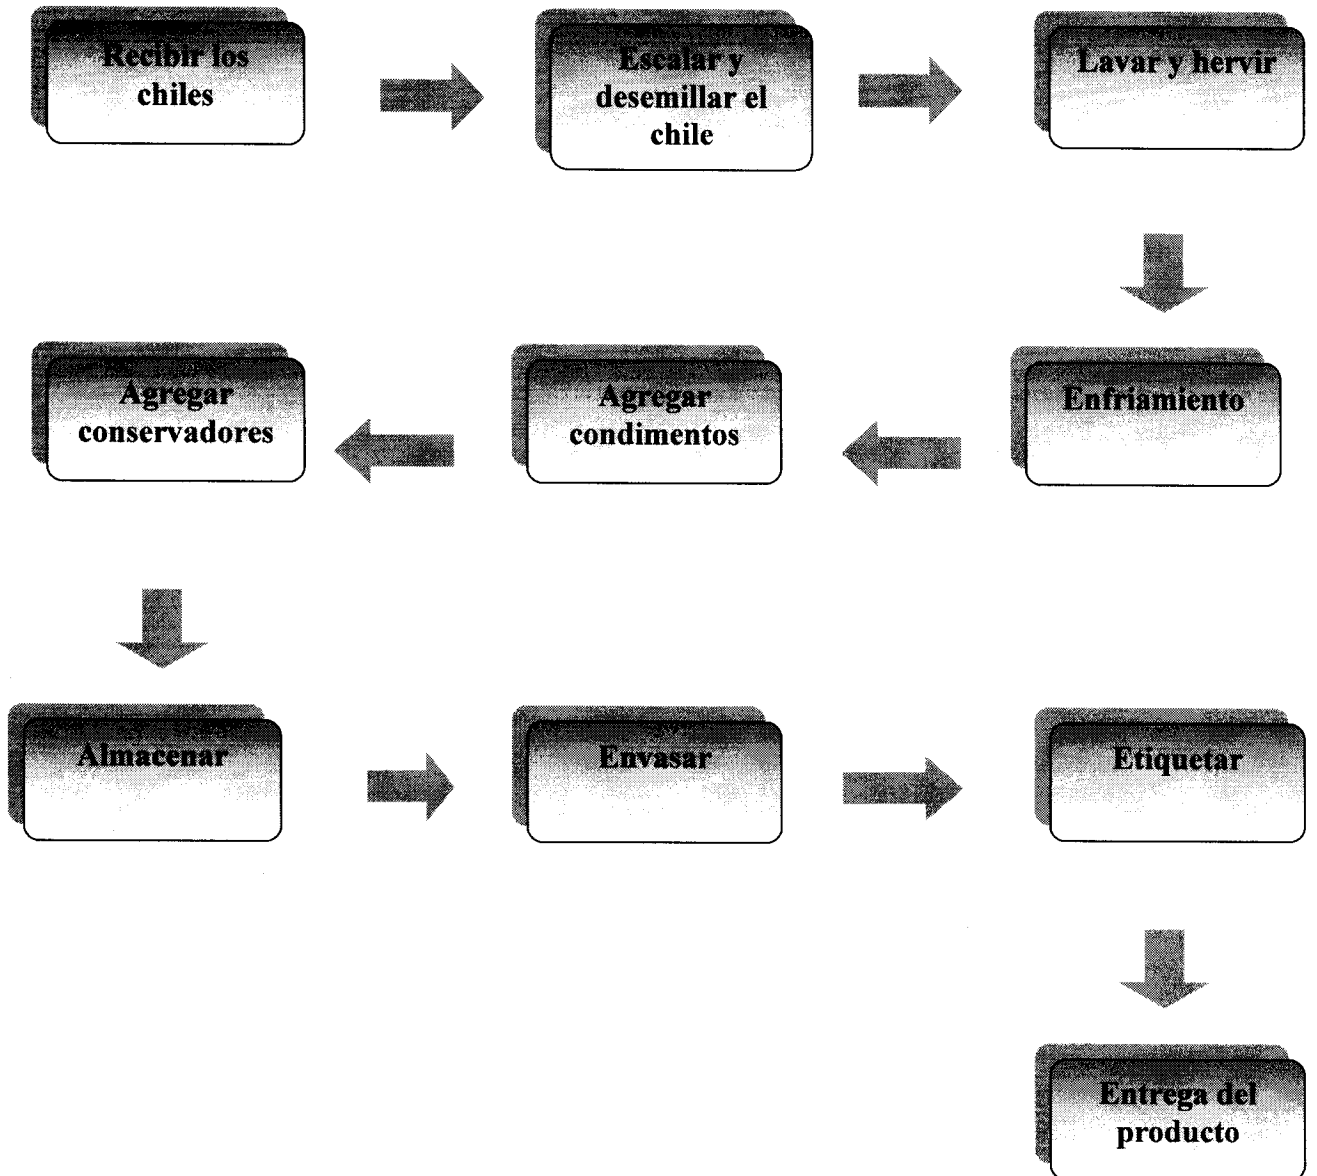 Recibir los
chiles
Escalar y
desemillar el
chile
Lavar y hervir
Enfriamiento
Agregar
condimentos
Agregar
conservadores
Almacenar
Envasar
Etiquetar
Entrega del
producto